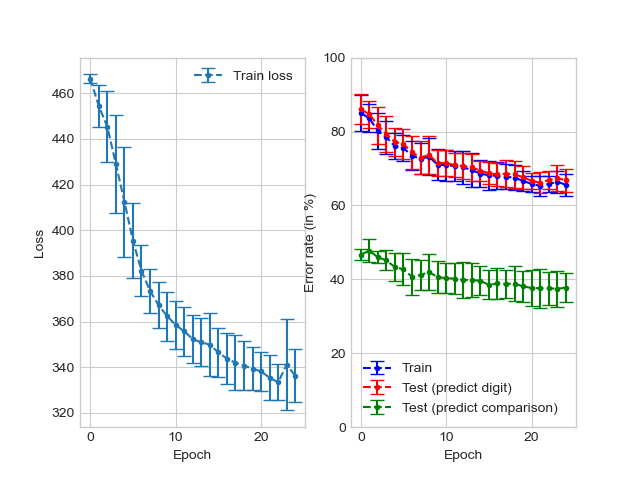 Train loss
460
440
420
400
380
360
340
320
0
10
20
Epoch
Loss
100
80
60
40
20
0
0
10
20
Epoch
Error rate (in %)
Train
Test (predict digit)
Test (predict comparison)